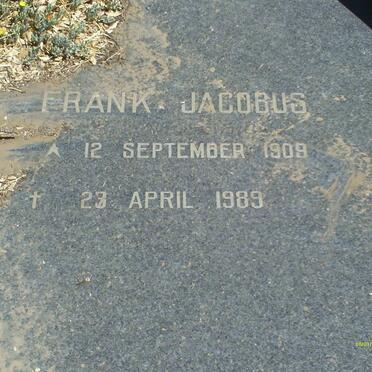 FRANK JACOBUS
12 SEPTEMBER 1909
† 23 APRIL 1989